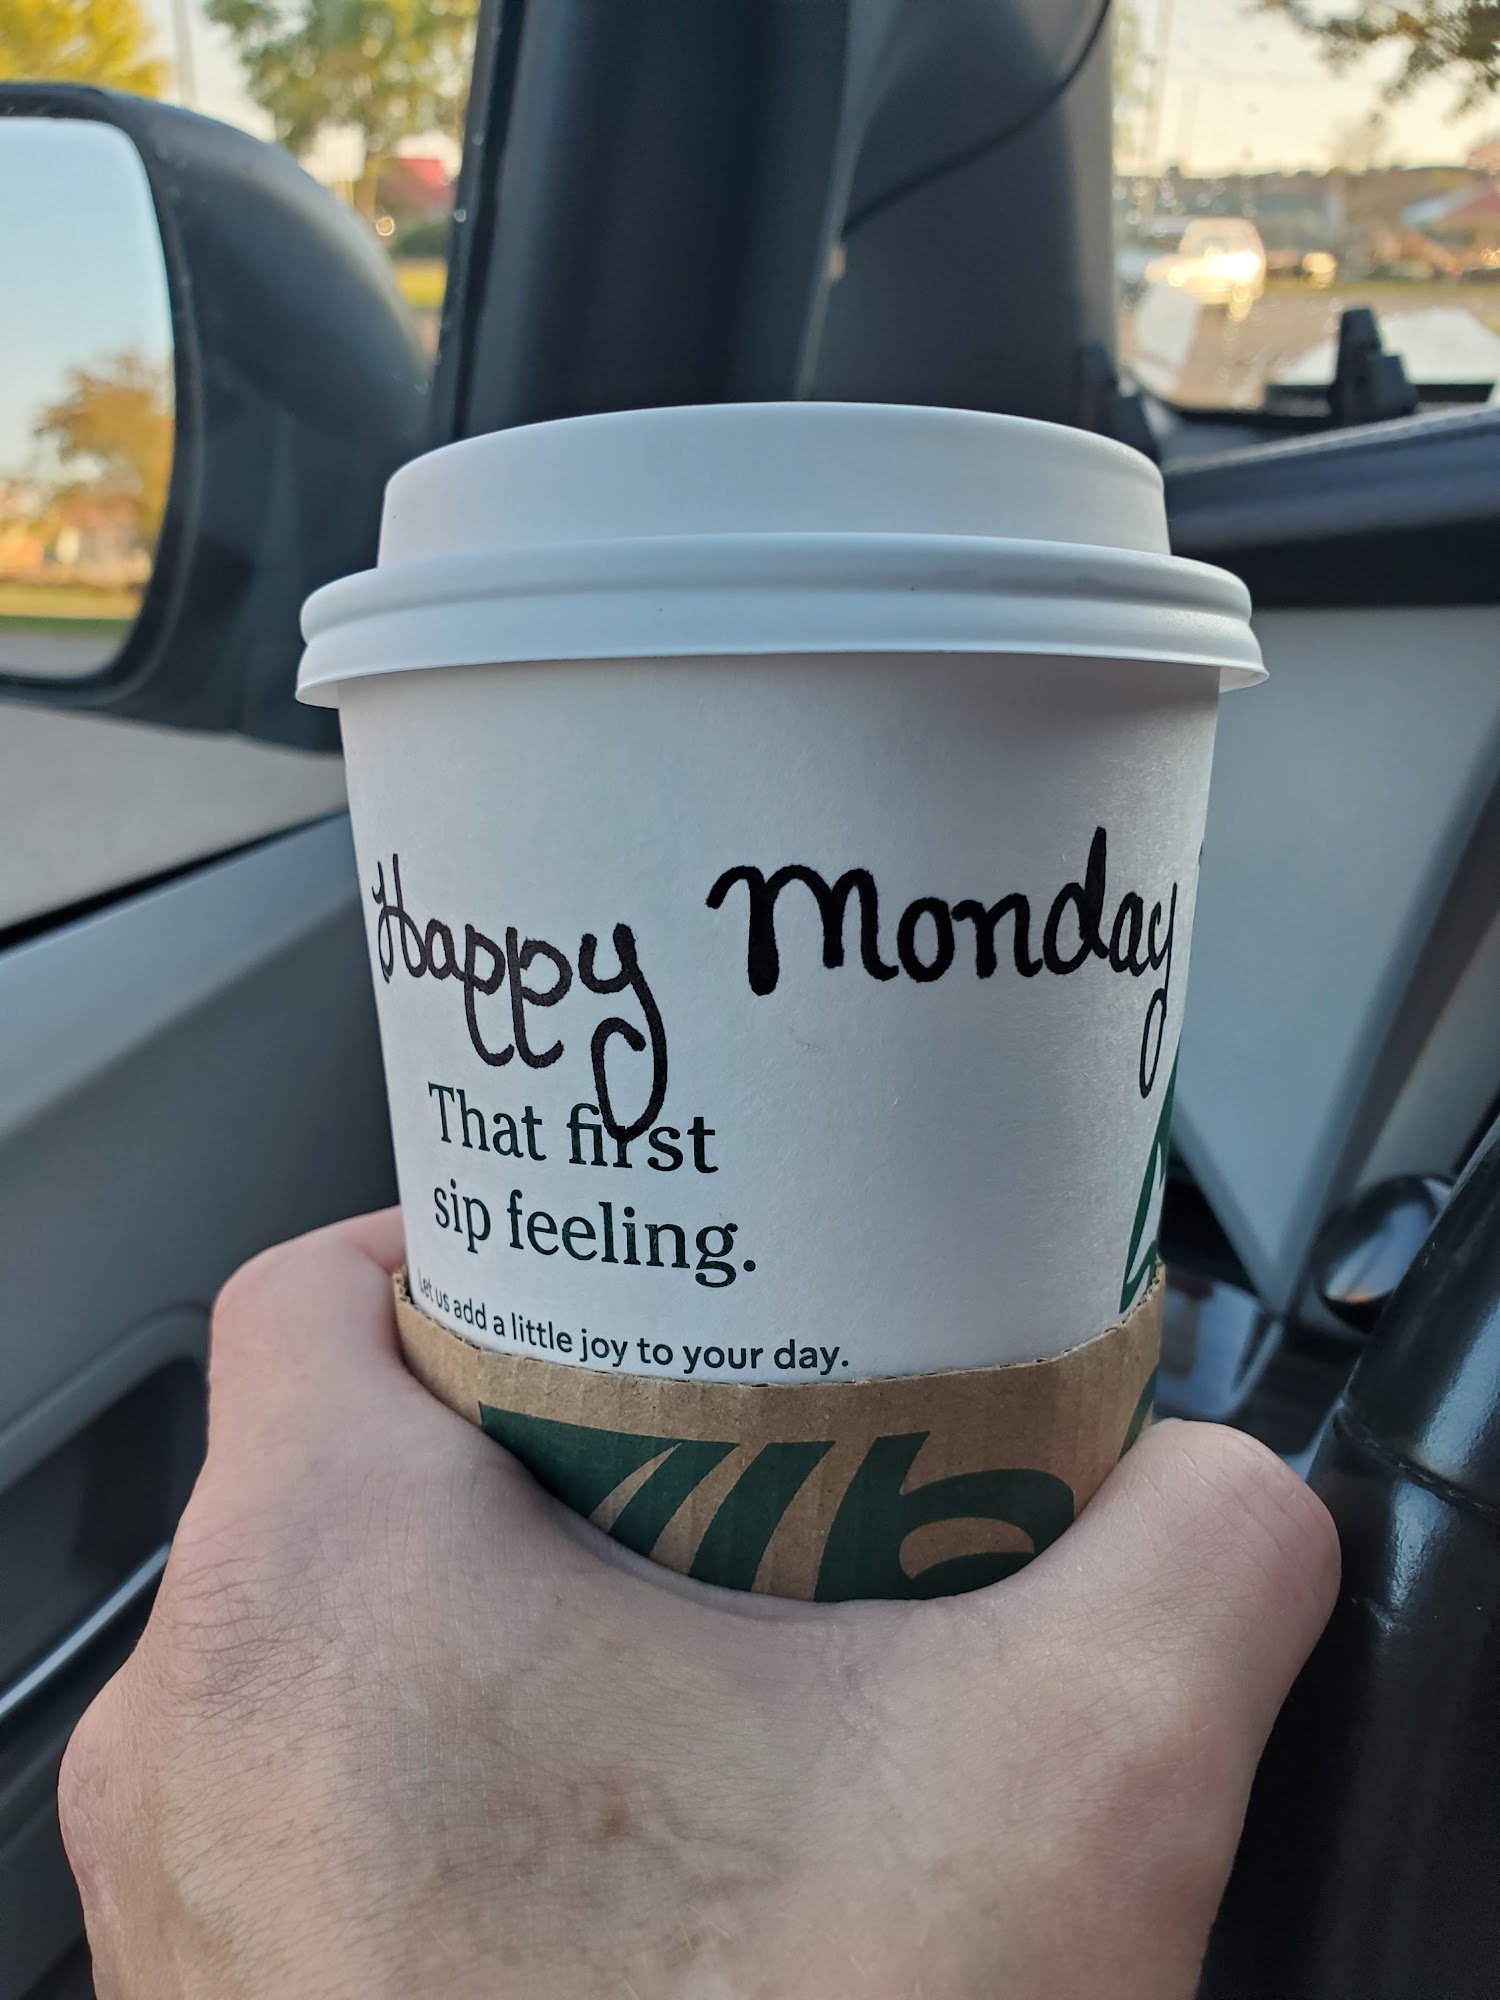 Happy Monday
That first
sip feeling.
Let us add a little joy to your day.